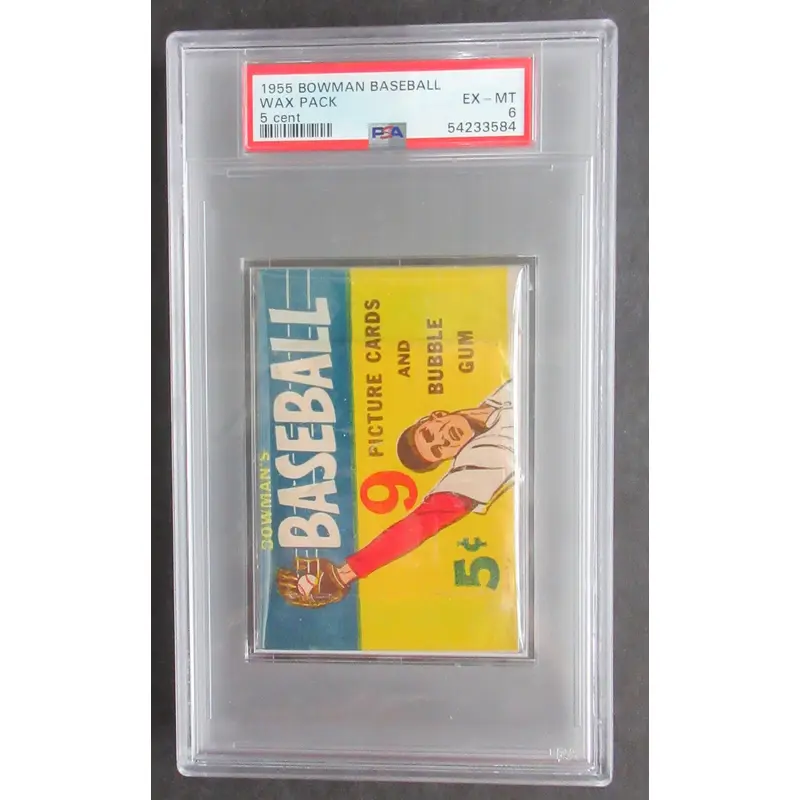 1955 BOWMAN BASEBALL
WAX PACK
EX - MT
5 cent
6
PSA
54233584
BOWMAN'S
BASEBALL
9
PICTURE CARDS
AND
BUBBLE
GUM
5¢